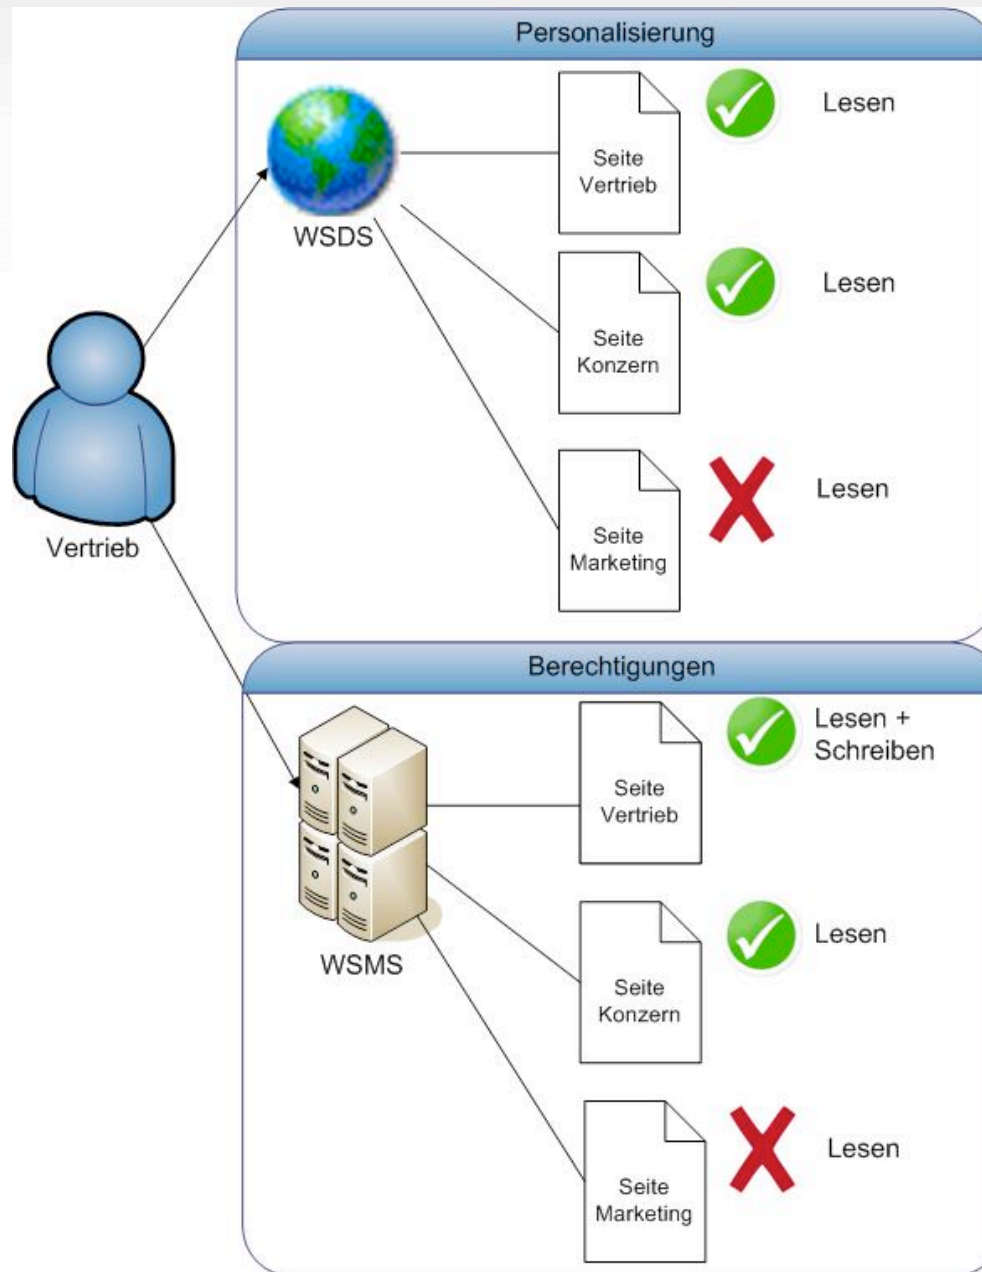 Personalisierung
Seite
Vertrieb
Lesen
WSDS
Seite
Konzern
Lesen
Seite
Marketing
Lesen
Vertrieb
Berechtigungen
Seite
Vertrieb
Lesen +
Schreiben
WSMS
Seite
Konzern
Lesen
Seite
Marketing
Lesen